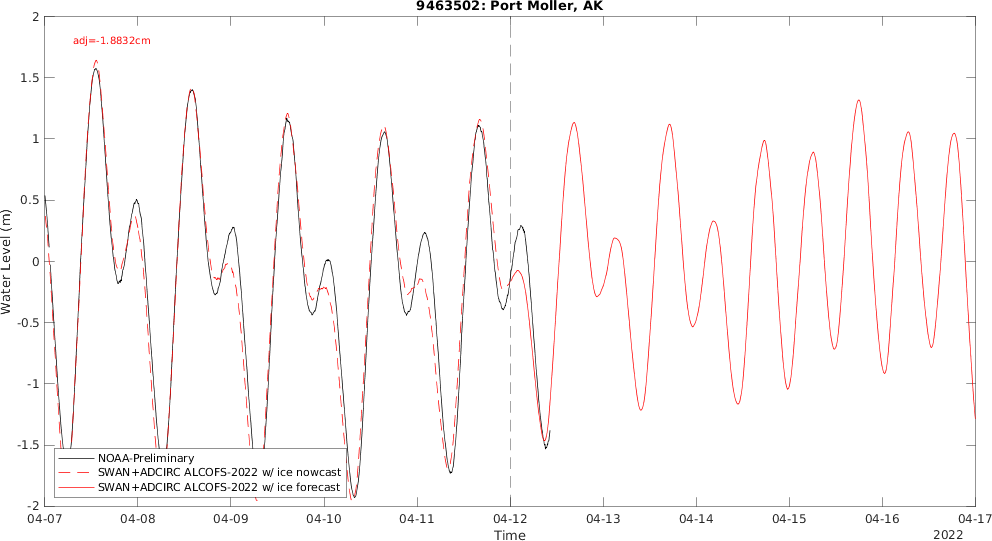 9463502: Port Moller, AK
adj=-1.8832cm
2
1.5
1
0.5
0
-0.5
-1
-1.5
-2
Water Level (m)
NOAA-Preliminary
SWAN+ADCIRC ALCOFS-2022 w/ ice nowcast
SWAN+ADCIRC ALCOFS-2022 w/ ice forecast
04-07 04-08 04-09 04-10 04-11 04-12 04-13 04-14 04-15 04-16 04-17
Time
2022